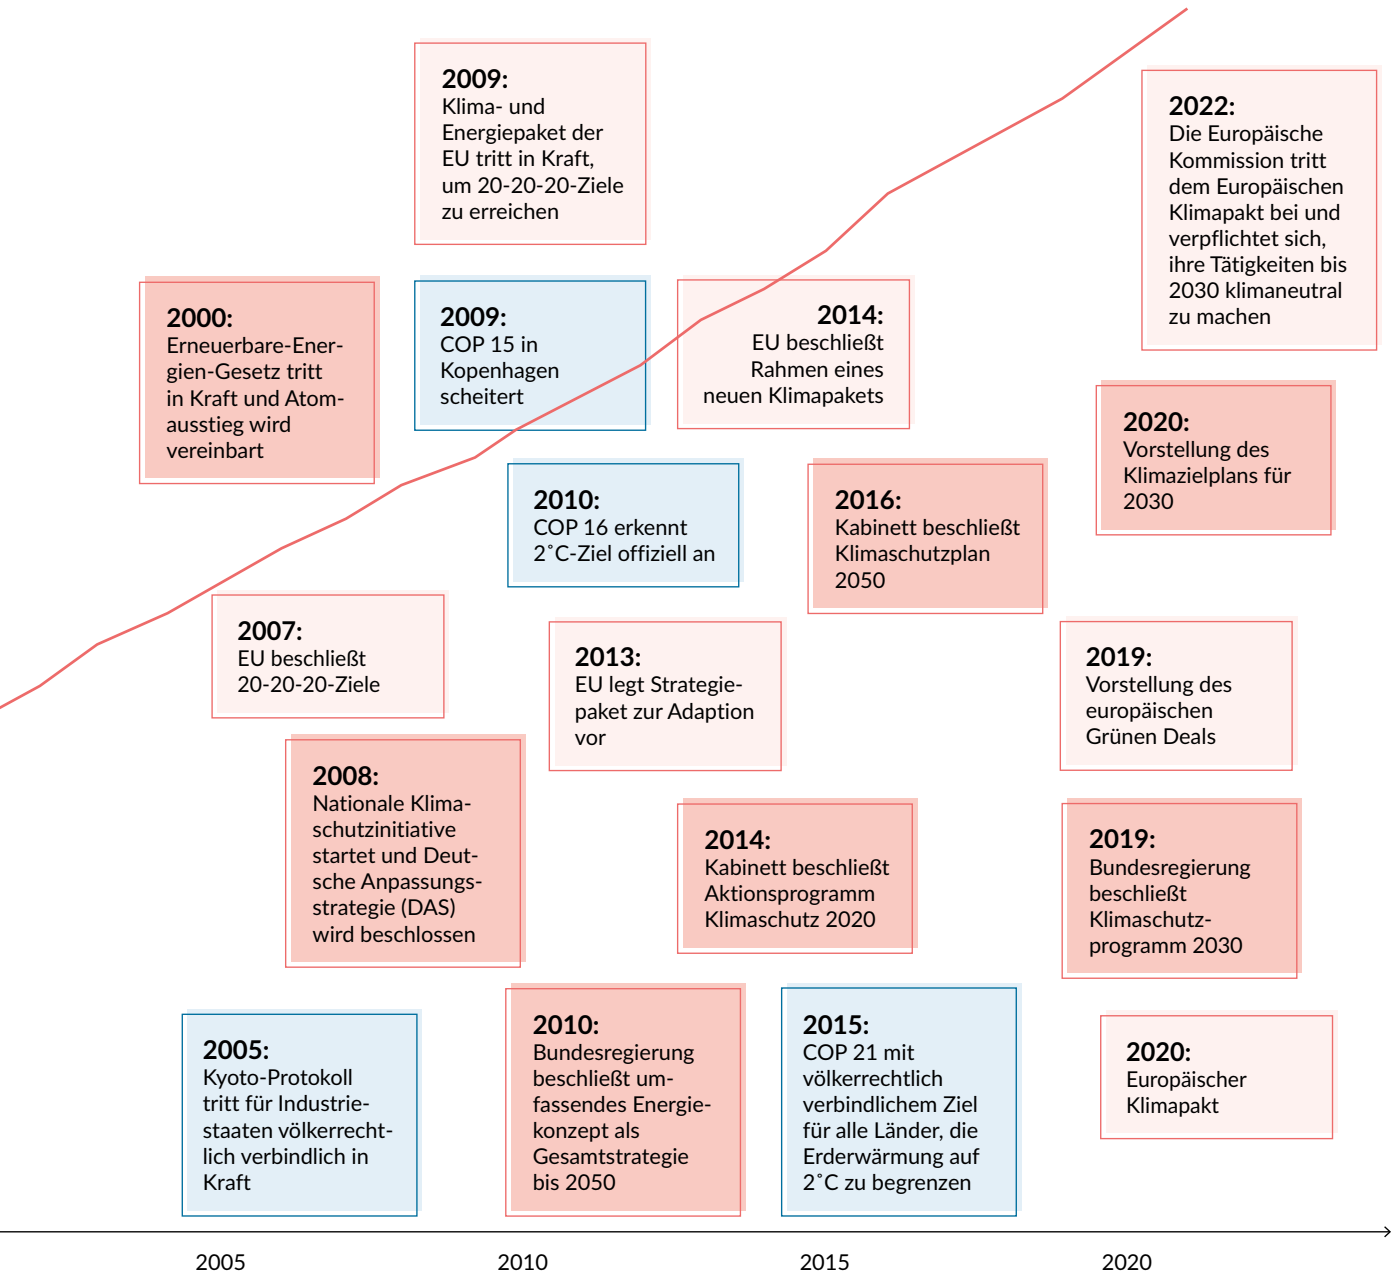 2009:
Klima- und
Energiepaket der
EU tritt in Kraft,
um 20-20-20-Ziele
zu erreichen
2022:
Die Europäische
Kommission tritt
dem Europäischen
Klimapakt bei und
verpflichtet sich,
ihre Tätigkeiten bis
2030 klimaneutral
zu machen
2000:
Erneuerbare-Ener-
gien-Gesetz tritt
in Kraft und Atom-
ausstieg wird
vereinbart
2009:
COP 15 in
Kopenhagen
scheitert
2014:
EU beschließt
Rahmen eines
neuen Klimapakets
2020:
Vorstellung des
Klimazielplans für
2030
2010:
COP 16 erkennt
2˚C-Ziel offiziell an
2016:
Kabinett beschließt
Klimaschutzplan
2050
2007:
EU beschließt
20-20-20-Ziele
2013:
EU legt Strategie-
paket zur Adaption
vor
2019:
Vorstellung des
europäischen
Grünen Deals
2008:
Nationale Klima-
schutzinitiative
startet und Deut-
sche Anpassungs-
strategie (DAS)
wird beschlossen
2014:
Kabinett beschließt
Aktionsprogramm
Klimaschutz 2020
2019:
Bundesregierung
beschließt
Klimaschutz-
programm 2030
2005:
Kyoto-Protokoll
tritt für Industrie-
staaten völkerrecht-
lich verbindlich in
Kraft
2010:
Bundesregierung
beschließt um-
fassendes Energie-
konzept als
Gesamtstrategie
bis 2050
2015:
COP 21 mit
völkerrechtlich
verbindlichem Ziel
für alle Länder, die
Erderwärmung auf
2˚C zu begrenzen
2020:
Europäischer
Klimapakt
2005 2010 2015 2020